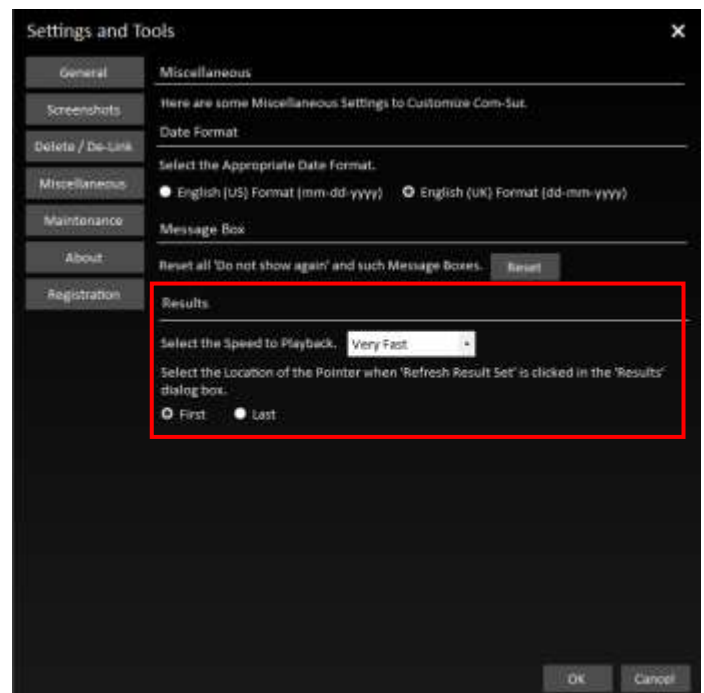 Settings and Tools
General
Screenshots
Delete / De-Link
Miscellaneous
Maintenance
About
Registration
Miscellaneous
Here are some Miscellaneous Settings to Customize Com-Sur.
Date Format
Select the Appropriate Date Format.
English (US) Format (mm-dd-yyyy) English (UK) Format (dd-mm-yyyy)
Message Box
Reset all 'Do not show again' and such Message Boxes. Reset
Results
Select the Speed to Playback. Very Fast
Select the Location of the Pointer when 'Refresh Result Set' is clicked in the 'Results'
dialog box.
First Last
OK Cancel